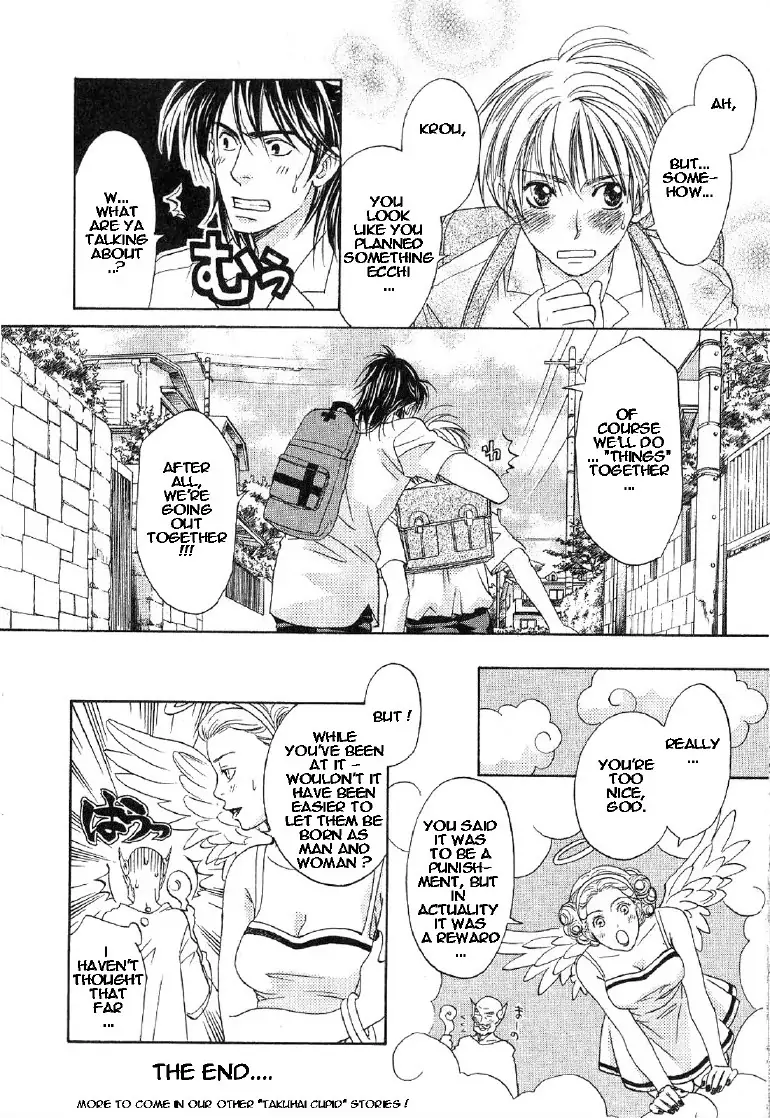 AH,
BUT...
SOME-
HOW...
KROU,
YOU
LOOK
LIKE YOU
PLANNED
SOMETHING
ECCHI
...
W...
WHAT
ARE YA
TALKING
ABOUT
..?
むうっ
OF
COURSE
WE'LL DO
... "THINGS"
TOGETHER
...
AFTER
ALL,
WE'RE
GOING
OUT
TOGETHER
!!!
REALLY
...
YOU'RE
TOO
NICE,
GOD.
YOU SAID
IT WAS
TO BE A
PUNISH-
MENT, BUT
IN
ACTUALITY
IT WAS
A REWARD
...
BUT!
WHILE
YOU'VE BEEN
AT IT -
WOULDN'T IT
HAVE BEEN
EASIER TO
LET THEM BE
BORN AS
MAN AND
WOMAN?
はうっ
I
HAVEN'T
THOUGHT
THAT
FAR
...
THE END....
MORE TO COME IN OUR OTHER "TAKUHAI CUPID" STORIES!